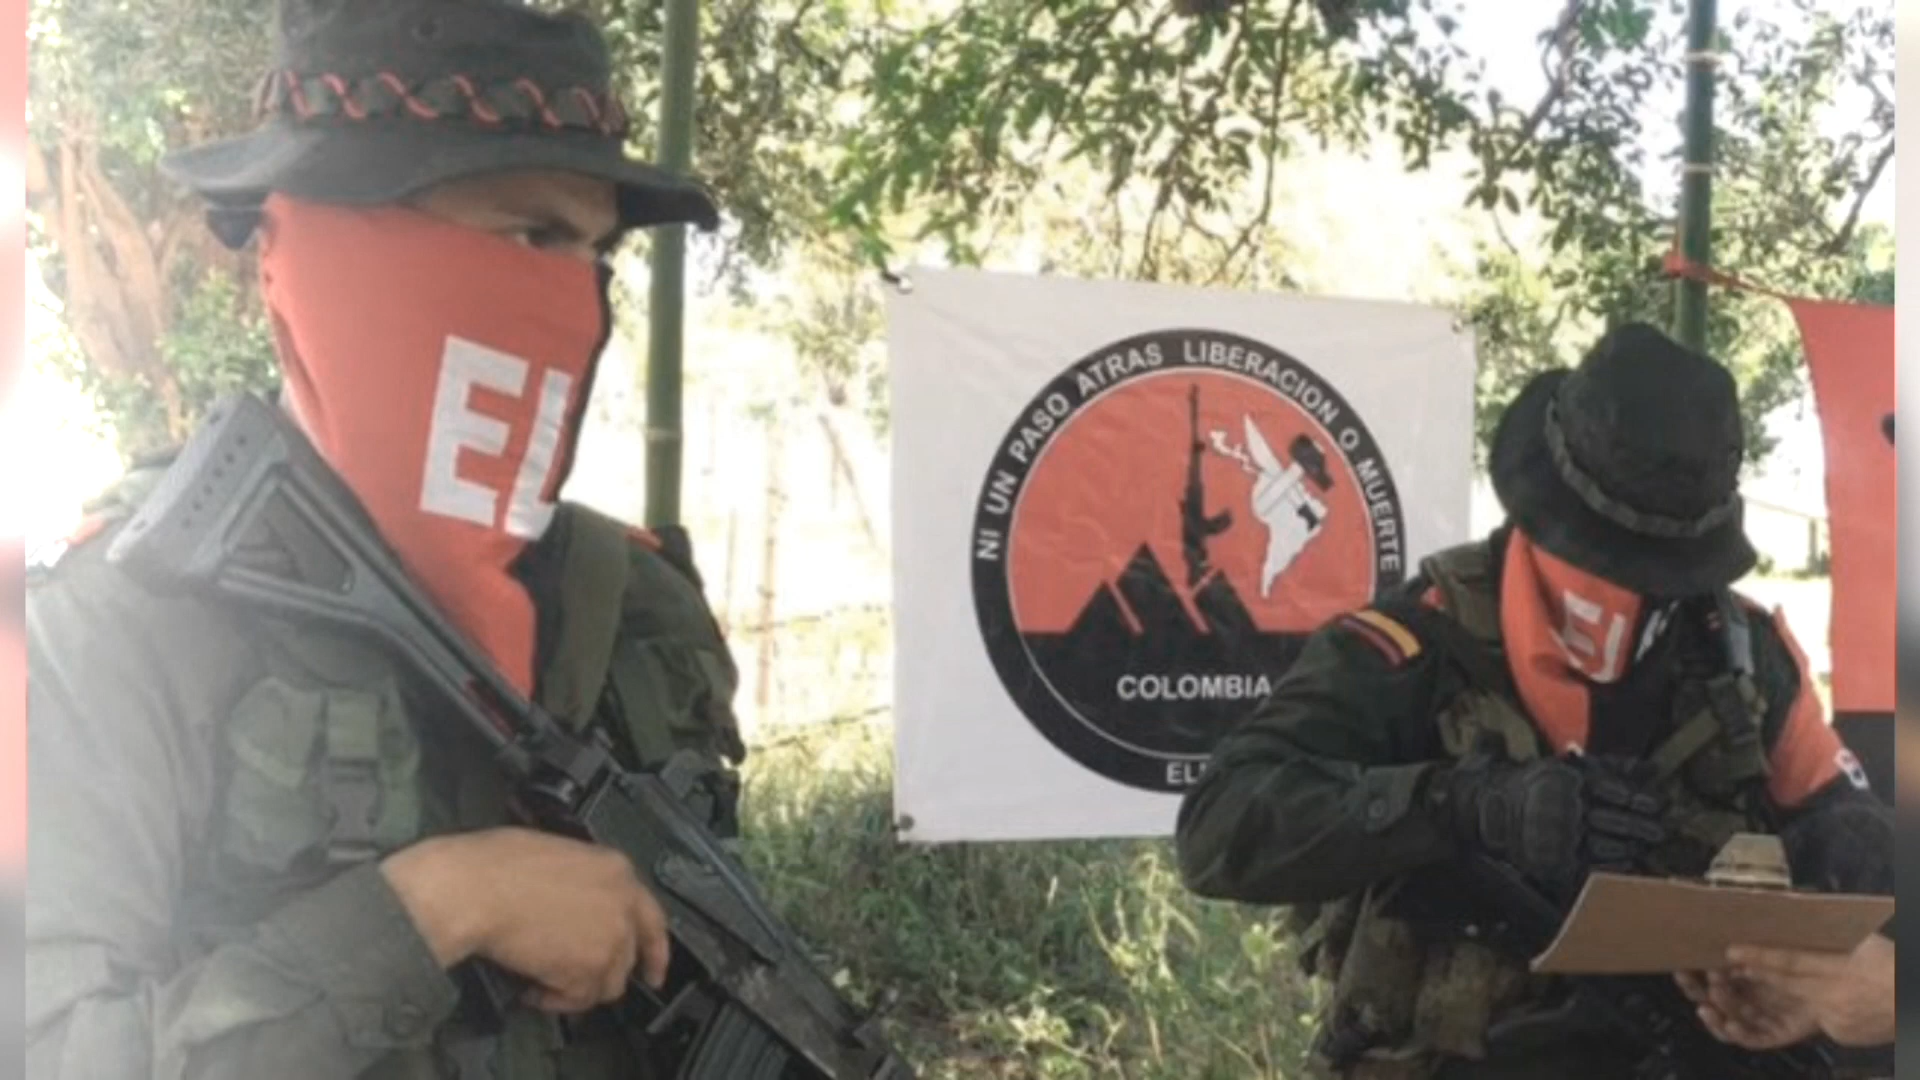 EL
NI UN PASO ATRAS LIBERACION O MUERTE
COLOMBIA
EL